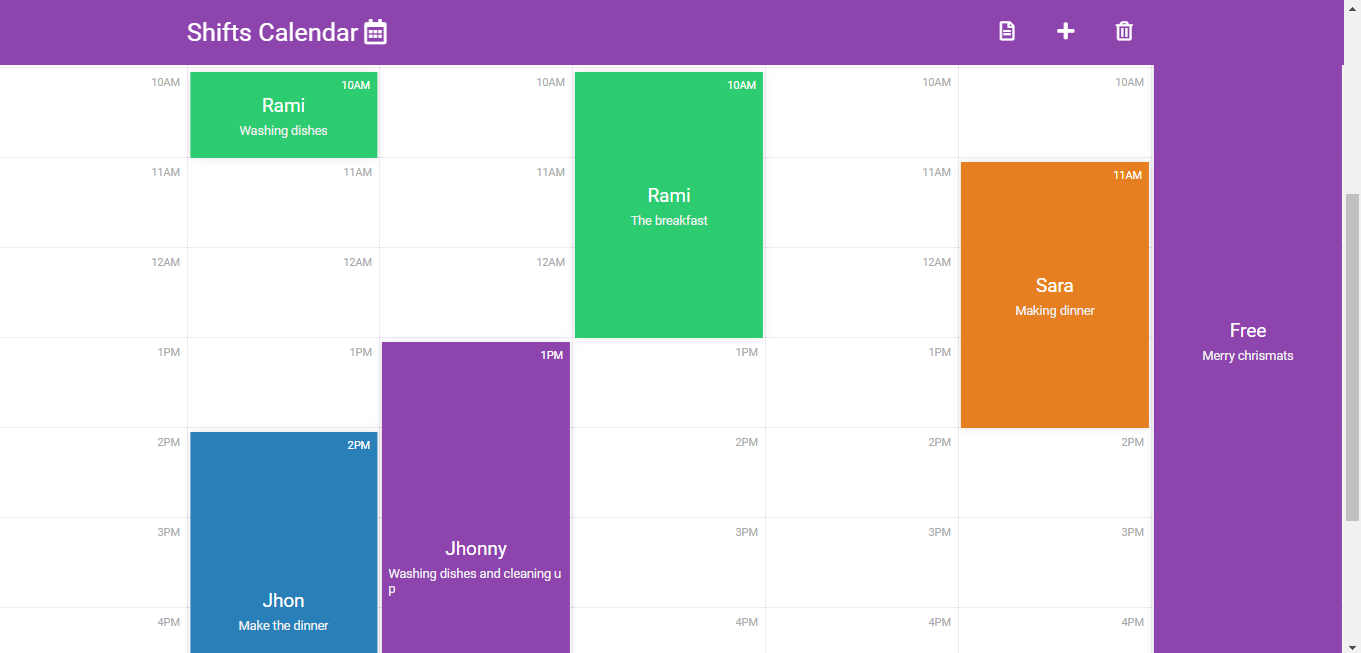 Shifts Calendar
10AM 10AM 10AM 10AM 10AM 10AM
Rami
Washing dishes
11AM 11AM 11AM 11AM 11AM
Rami
The breakfast
12AM 12AM 12AM 12AM
Sara
Making dinner
Free
Merry chrismats
1PM 1PM 1PM 1PM 1PM
2PM 2PM 2PM 2PM 2PM
3PM 3PM 3PM 3PM
Jhonny
Washing dishes and cleaning u
p
Jhon
Make the dinner
4PM 4PM 4PM 4PM